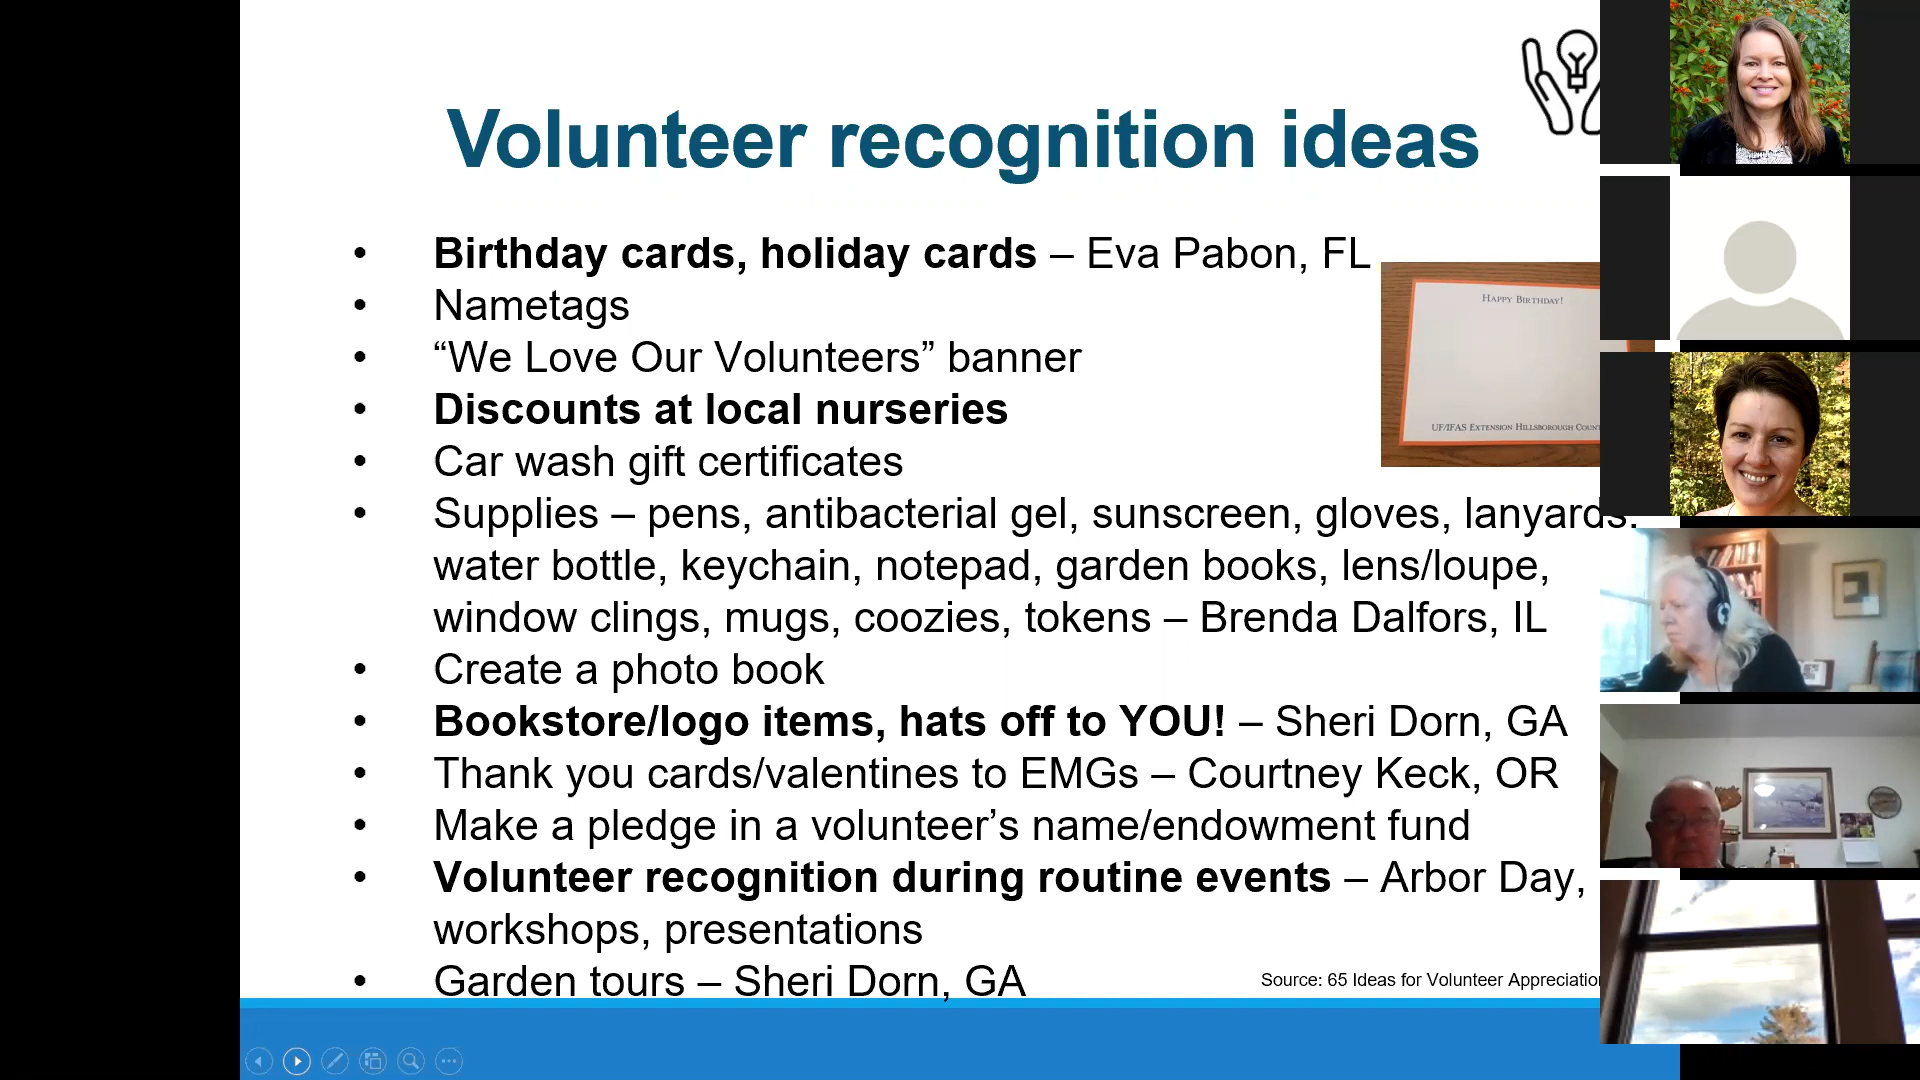 Volunteer recognition ideas
• Birthday cards, holiday cards – Eva Pabon, FL
• Nametags
• “We Love Our Volunteers” banner
• Discounts at local nurseries
• Car wash gift certificates
• Supplies – pens, antibacterial gel, sunscreen, gloves, lanyards,
water bottle, keychain, notepad, garden books, lens/loupe,
window clings, mugs, coozies, tokens – Brenda Dalfors, IL
• Create a photo book
• Bookstore/logo items, hats off to YOU! – Sheri Dorn, GA
• Thank you cards/valentines to EMGs – Courtney Keck, OR
• Make a pledge in a volunteer’s name/endowment fund
• Volunteer recognition during routine events – Arbor Day,
workshops, presentations
• Garden tours – Sheri Dorn, GA
Happy Birthday!
UF/IFAS Extension Hillsborough
Source: 65 Ideas for Volunteer Appreciation